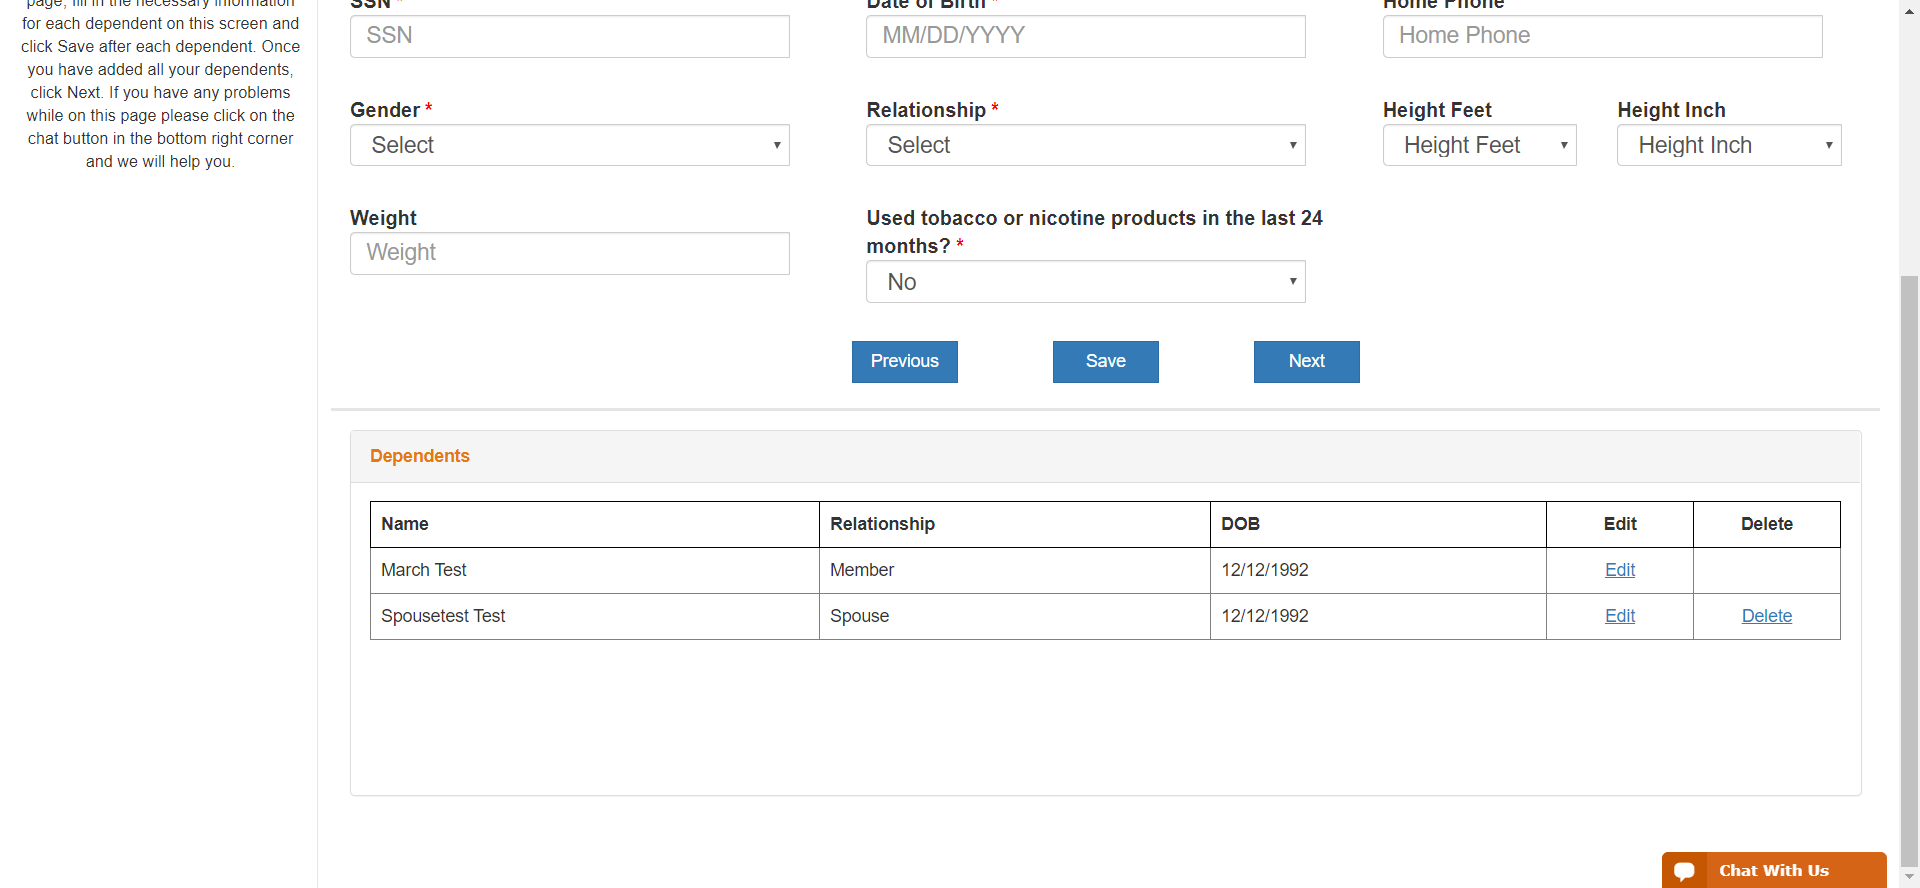 page, fill in the necessary information
for each dependent on this screen and
click Save after each dependent. Once
you have added all your dependents,
click Next. If you have any problems
while on this page please click on the
chat button in the bottom right corner
and we will help you.
SSN * Date of Birth * Home Phone
SSN MM/DD/YYYY Home Phone
Gender * Relationship * Height Feet Height Inch
Select Select Height Feet Height Inch
Weight Used tobacco or nicotine products in the last 24
months? *
Weight
No
Previous Save Next
Dependents
Name Relationship DOB Edit Delete
March Test Member 12/12/1992 Edit
Spousetest Test Spouse 12/12/1992 Edit Delete
Chat With Us